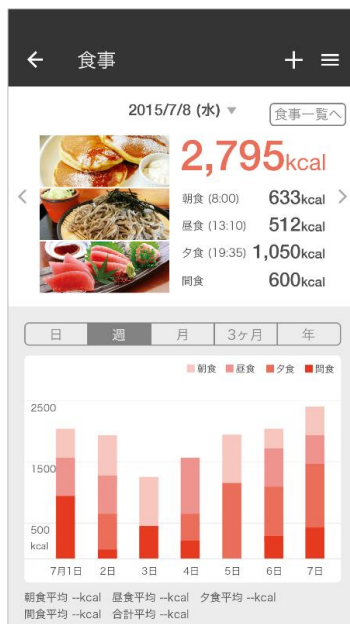 ← 食事 + ≡
2015/7/8 (水) ▼
食事一覧へ
2,795kcal
朝食 (8:00) 633kcal
昼食 (13:10) 512kcal
夕食 (19:35) 1,050kcal
間食 600kcal
日 週 月 3ヶ月 年
朝食 昼食 夕食 間食
2500
1500
500
kcal
7月1日 2日 3日 4日 5日 6日 7日
朝食平均 --kcal 昼食平均 --kcal 夕食平均 --kcal
間食平均 --kcal 合計平均 --kcal